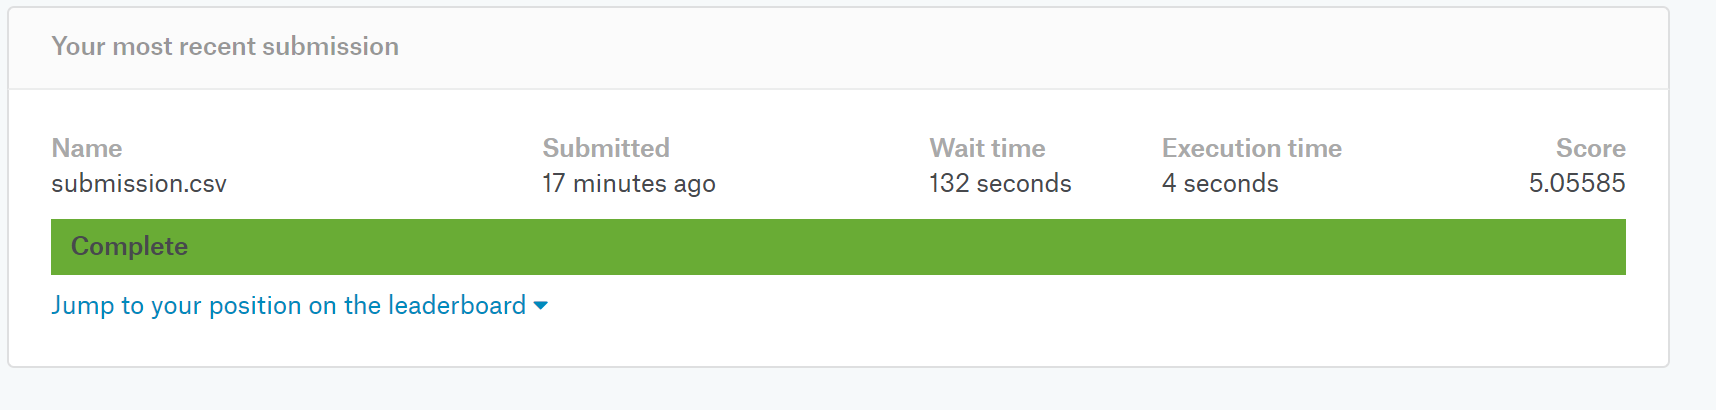 Your most recent submission
Name Submitted Wait time Execution time Score
submission.csv 17 minutes ago 132 seconds 4 seconds 5.05585
Complete
Jump to your position on the leaderboard